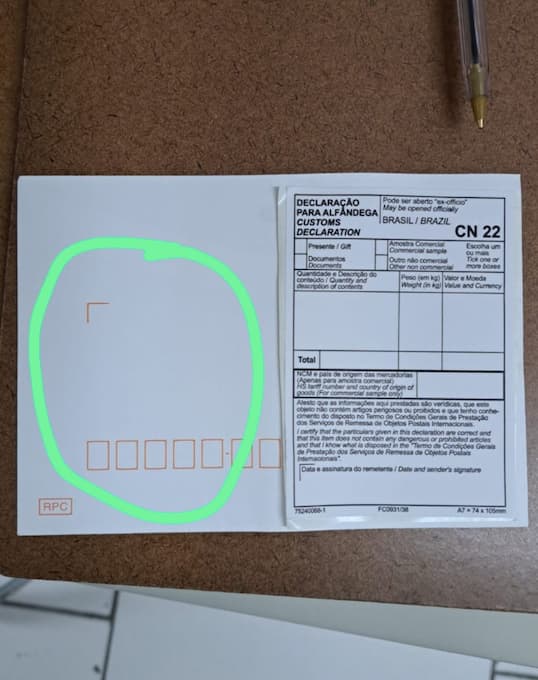 DECLARAÇÃO
PARA ALFÂNDEGA
CUSTOMS
DECLARATION
Pode ser aberto "ex-officio"
May be opened officially
BRASIL / BRAZIL
CN 22
Presente / Gift
Documentos
Documents
Amostra Comercial
Commercial sample
Outro não comercial
Other non commercial
Escolha um
ou mais
Tick one or
more boxes
Quantidade e Descrição do
conteúdo / Quantity and
description of contents
Peso (em kg)
Weight (in kg)
Valor e Moeda
Value and Currency
Total
NCM e país de origem das mercadorias
(Apenas para amostra comercial)
HS tariff number and country of origin of
goods (For commercial sample only)
Atesto que as informações aqui prestadas são verídicas, que este
objeto não contém artigos perigosos ou proibidos e que tenho conhe-
cimento do disposto no Termo de Condições Gerais de Prestação
dos Serviços de Remessa de Objetos Postais Internacionais.
I certify that the particulars given in this declaration are correct and
that this item does not contain any dangerous or prohibited articles
and that I know what is disposed in the "Termo de Condições Gerais
de Prestação dos Serviços de Remessa de Objetos Postais
Internacionais".
Data e assinatura do remetente / Date and sender's signature
75240068-1
FC0931/38
A7 = 74 x 105mm
RPC